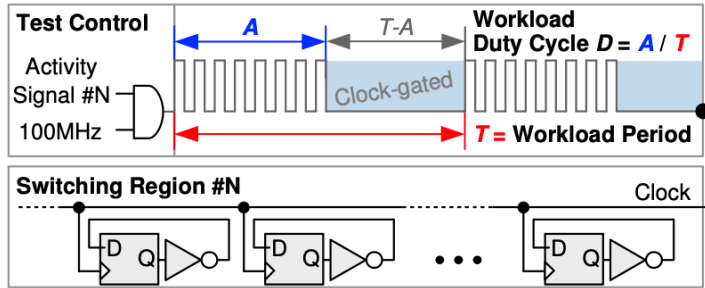 Test Control
A
T-A
Workload
Duty Cycle D = A / T
Activity
Signal #N
100MHz
Clock-gated
T = Workload Period
Switching Region #N
Clock
D
Q
D
Q
D
Q